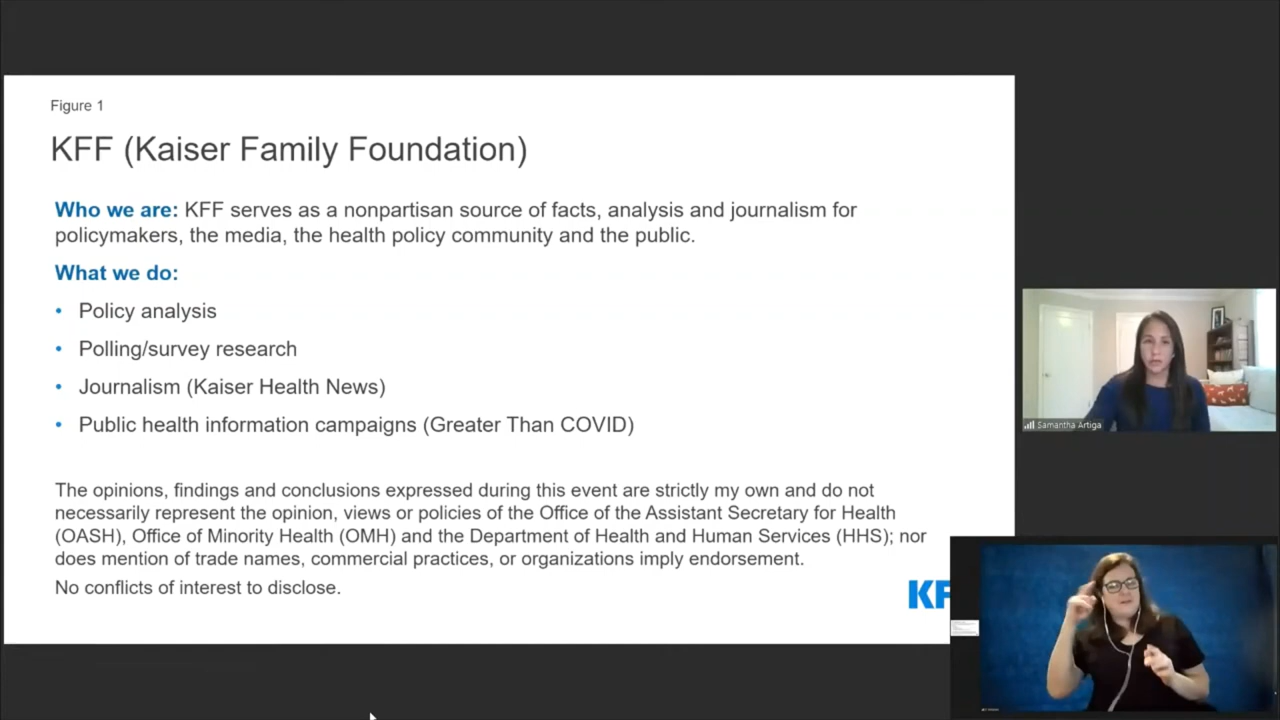 Figure 1
KFF (Kaiser Family Foundation)
Who we are: KFF serves as a nonpartisan source of facts, analysis and journalism for
policymakers, the media, the health policy community and the public.
What we do:
• Policy analysis
• Polling/survey research
• Journalism (Kaiser Health News)
• Public health information campaigns (Greater Than COVID)
The opinions, findings and conclusions expressed during this event are strictly my own and do not
necessarily represent the opinion, views or policies of the Office of the Assistant Secretary for Health
(OASH), Office of Minority Health (OMH) and the Department of Health and Human Services (HHS); nor
does mention of trade names, commercial practices, or organizations imply endorsement.
No conflicts of interest to disclose.
KF
Samantha Artiga